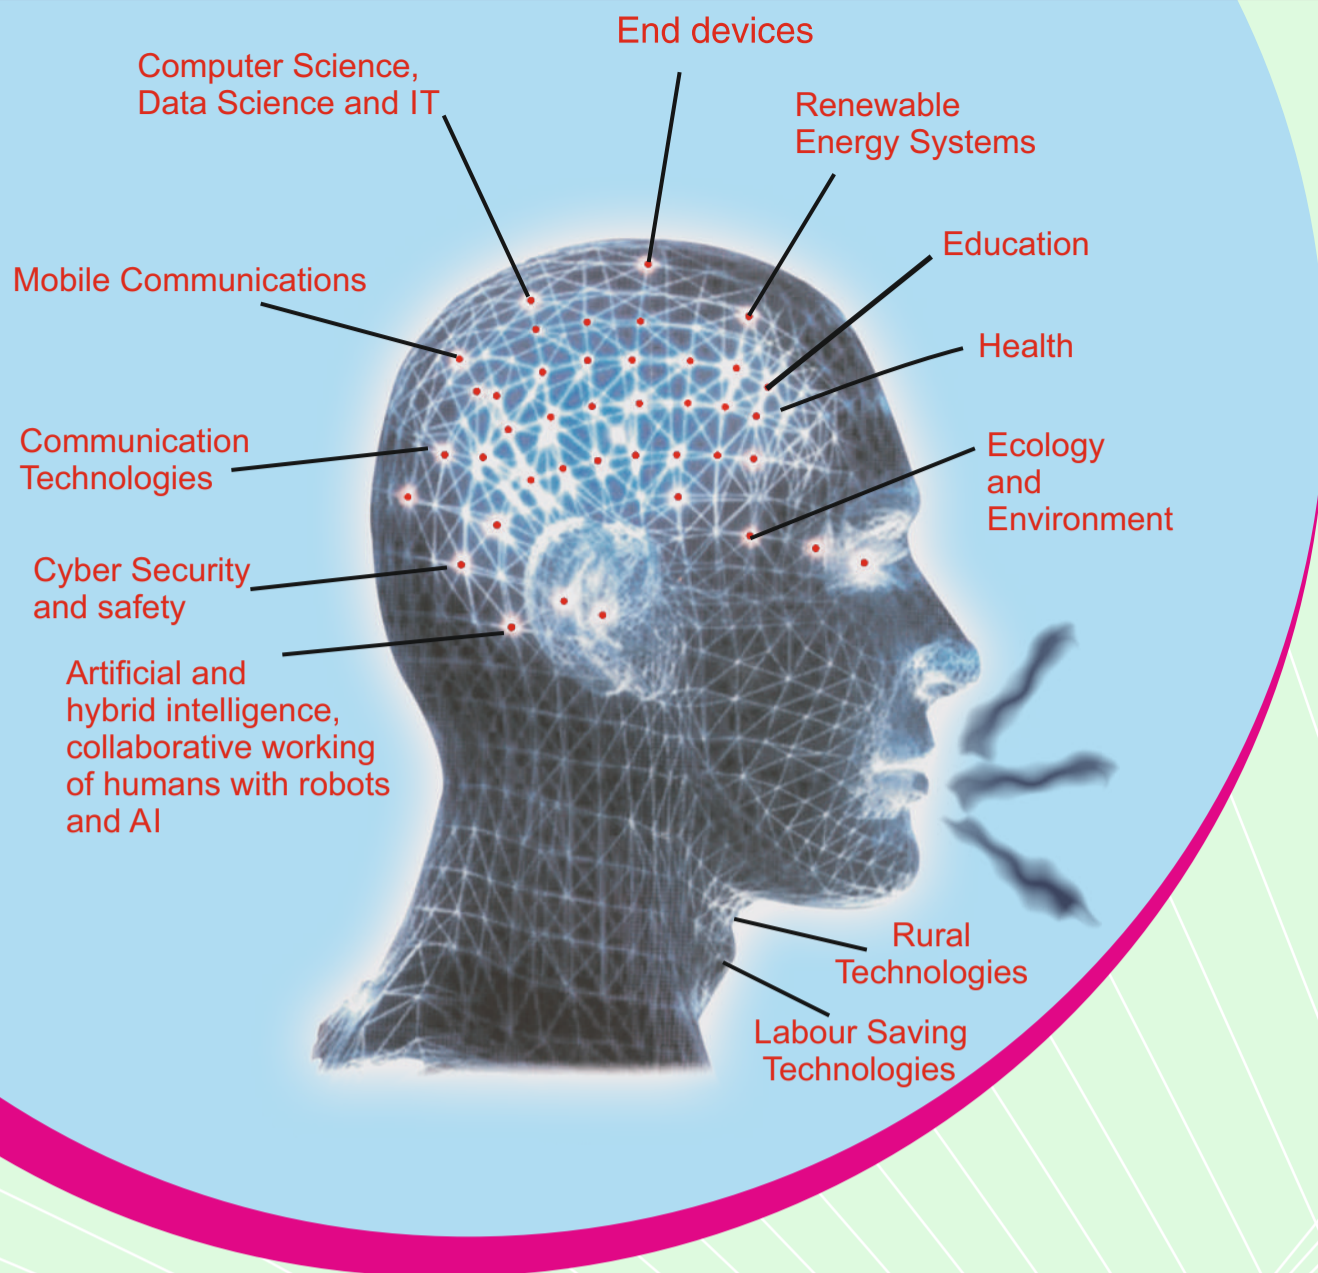 End devices
Computer Science,
Data Science and IT
Renewable
Energy Systems
Education
Mobile Communications
Health
Communication
Technologies
Ecology
and
Environment
Cyber Security
and safety
Artificial and
hybrid intelligence,
collaborative working
of humans with robots
and AI
Rural
Technologies
Labour Saving
Technologies